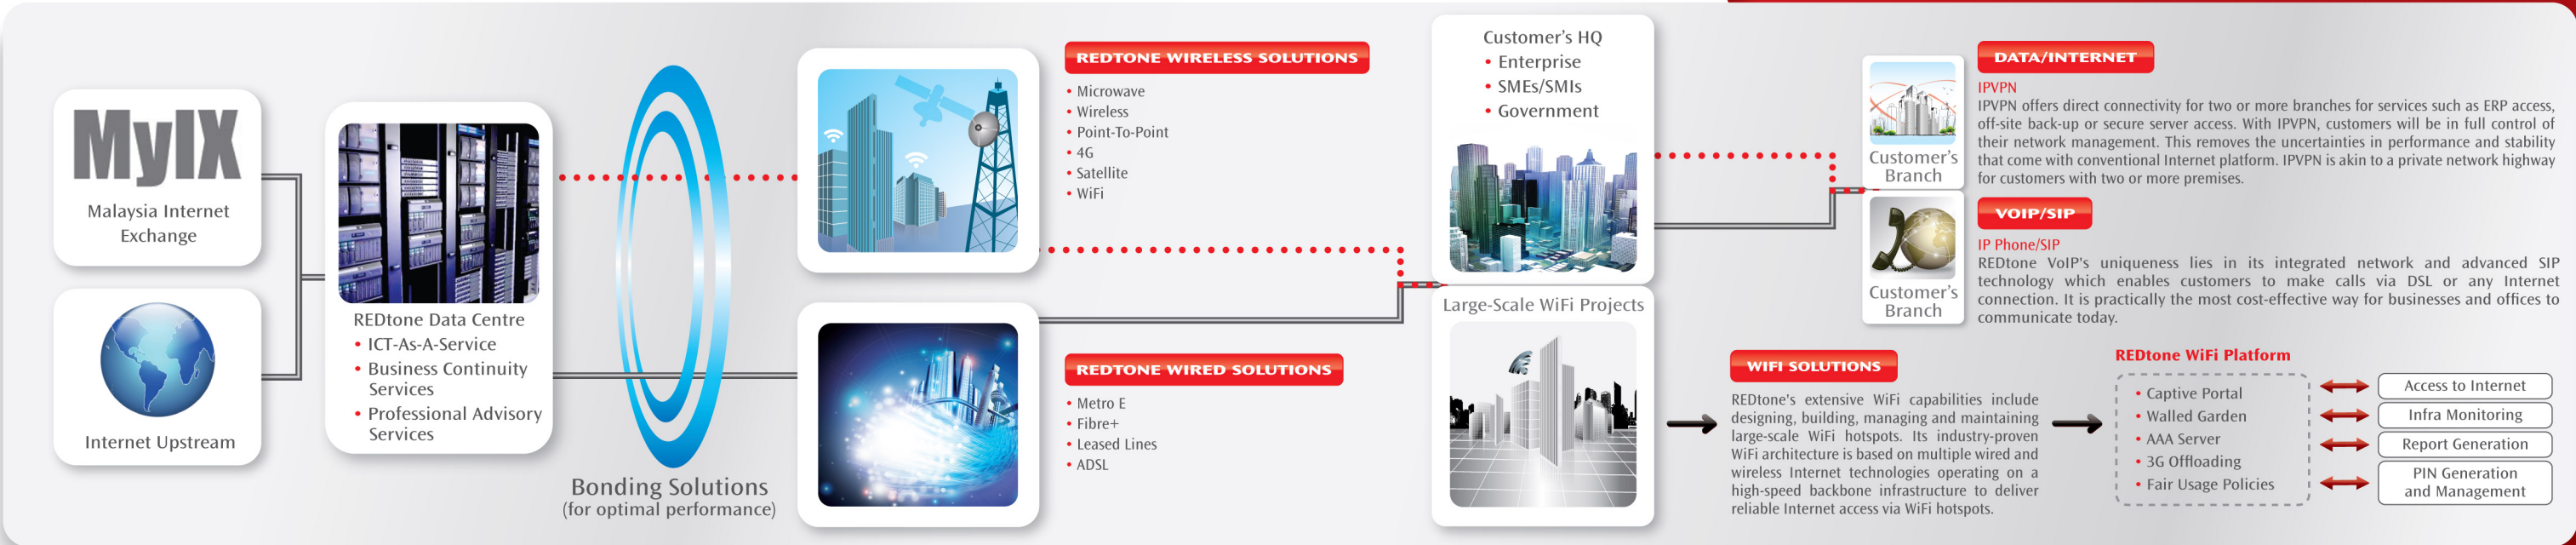 MyIX
Malaysia Internet
Exchange
Internet Upstream
REDtone Data Centre
• ICT-As-A-Service
• Business Continuity
Services
• Professional Advisory
Services
Bonding Solutions
(for optimal performance)
REDTONE WIRELESS SOLUTIONS
• Microwave
• Wireless
• Point-To-Point
• 4G
• Satellite
• WiFi
REDTONE WIRED SOLUTIONS
• Metro E
• Fibre+
• Leased Lines
• ADSL
Customer's HQ
• Enterprise
• SMEs/SMIs
• Government
Large-Scale WiFi Projects
Customer's
Branch
Customer's
Branch
DATA/INTERNET
IPVPN
IPVPN offers direct connectivity for two or more branches for services such as ERP access,
off-site back-up or secure server access. With IPVPN, customers will be in full control of
their network management. This removes the uncertainties in performance and stability
that come with conventional Internet platform. IPVPN is akin to a private network highway
for customers with two or more premises.
VOIP/SIP
IP Phone/SIP
REDtone VoIP's uniqueness lies in its integrated network and advanced SIP
technology which enables customers to make calls via DSL or any Internet
connection. It is practically the most cost-effective way for businesses and offices to
communicate today.
WIFI SOLUTIONS
REDtone's extensive WiFi capabilities include
designing, building, managing and maintaining
large-scale WiFi hotspots. Its industry-proven
WiFi architecture is based on multiple wired and
wireless Internet technologies operating on a
high-speed backbone infrastructure to deliver
reliable Internet access via WiFi hotspots.
REDtone WiFi Platform
• Captive Portal
• Walled Garden
• AAA Server
• 3G Offloading
• Fair Usage Policies
Access to Internet
Infra Monitoring
Report Generation
PIN Generation
and Management